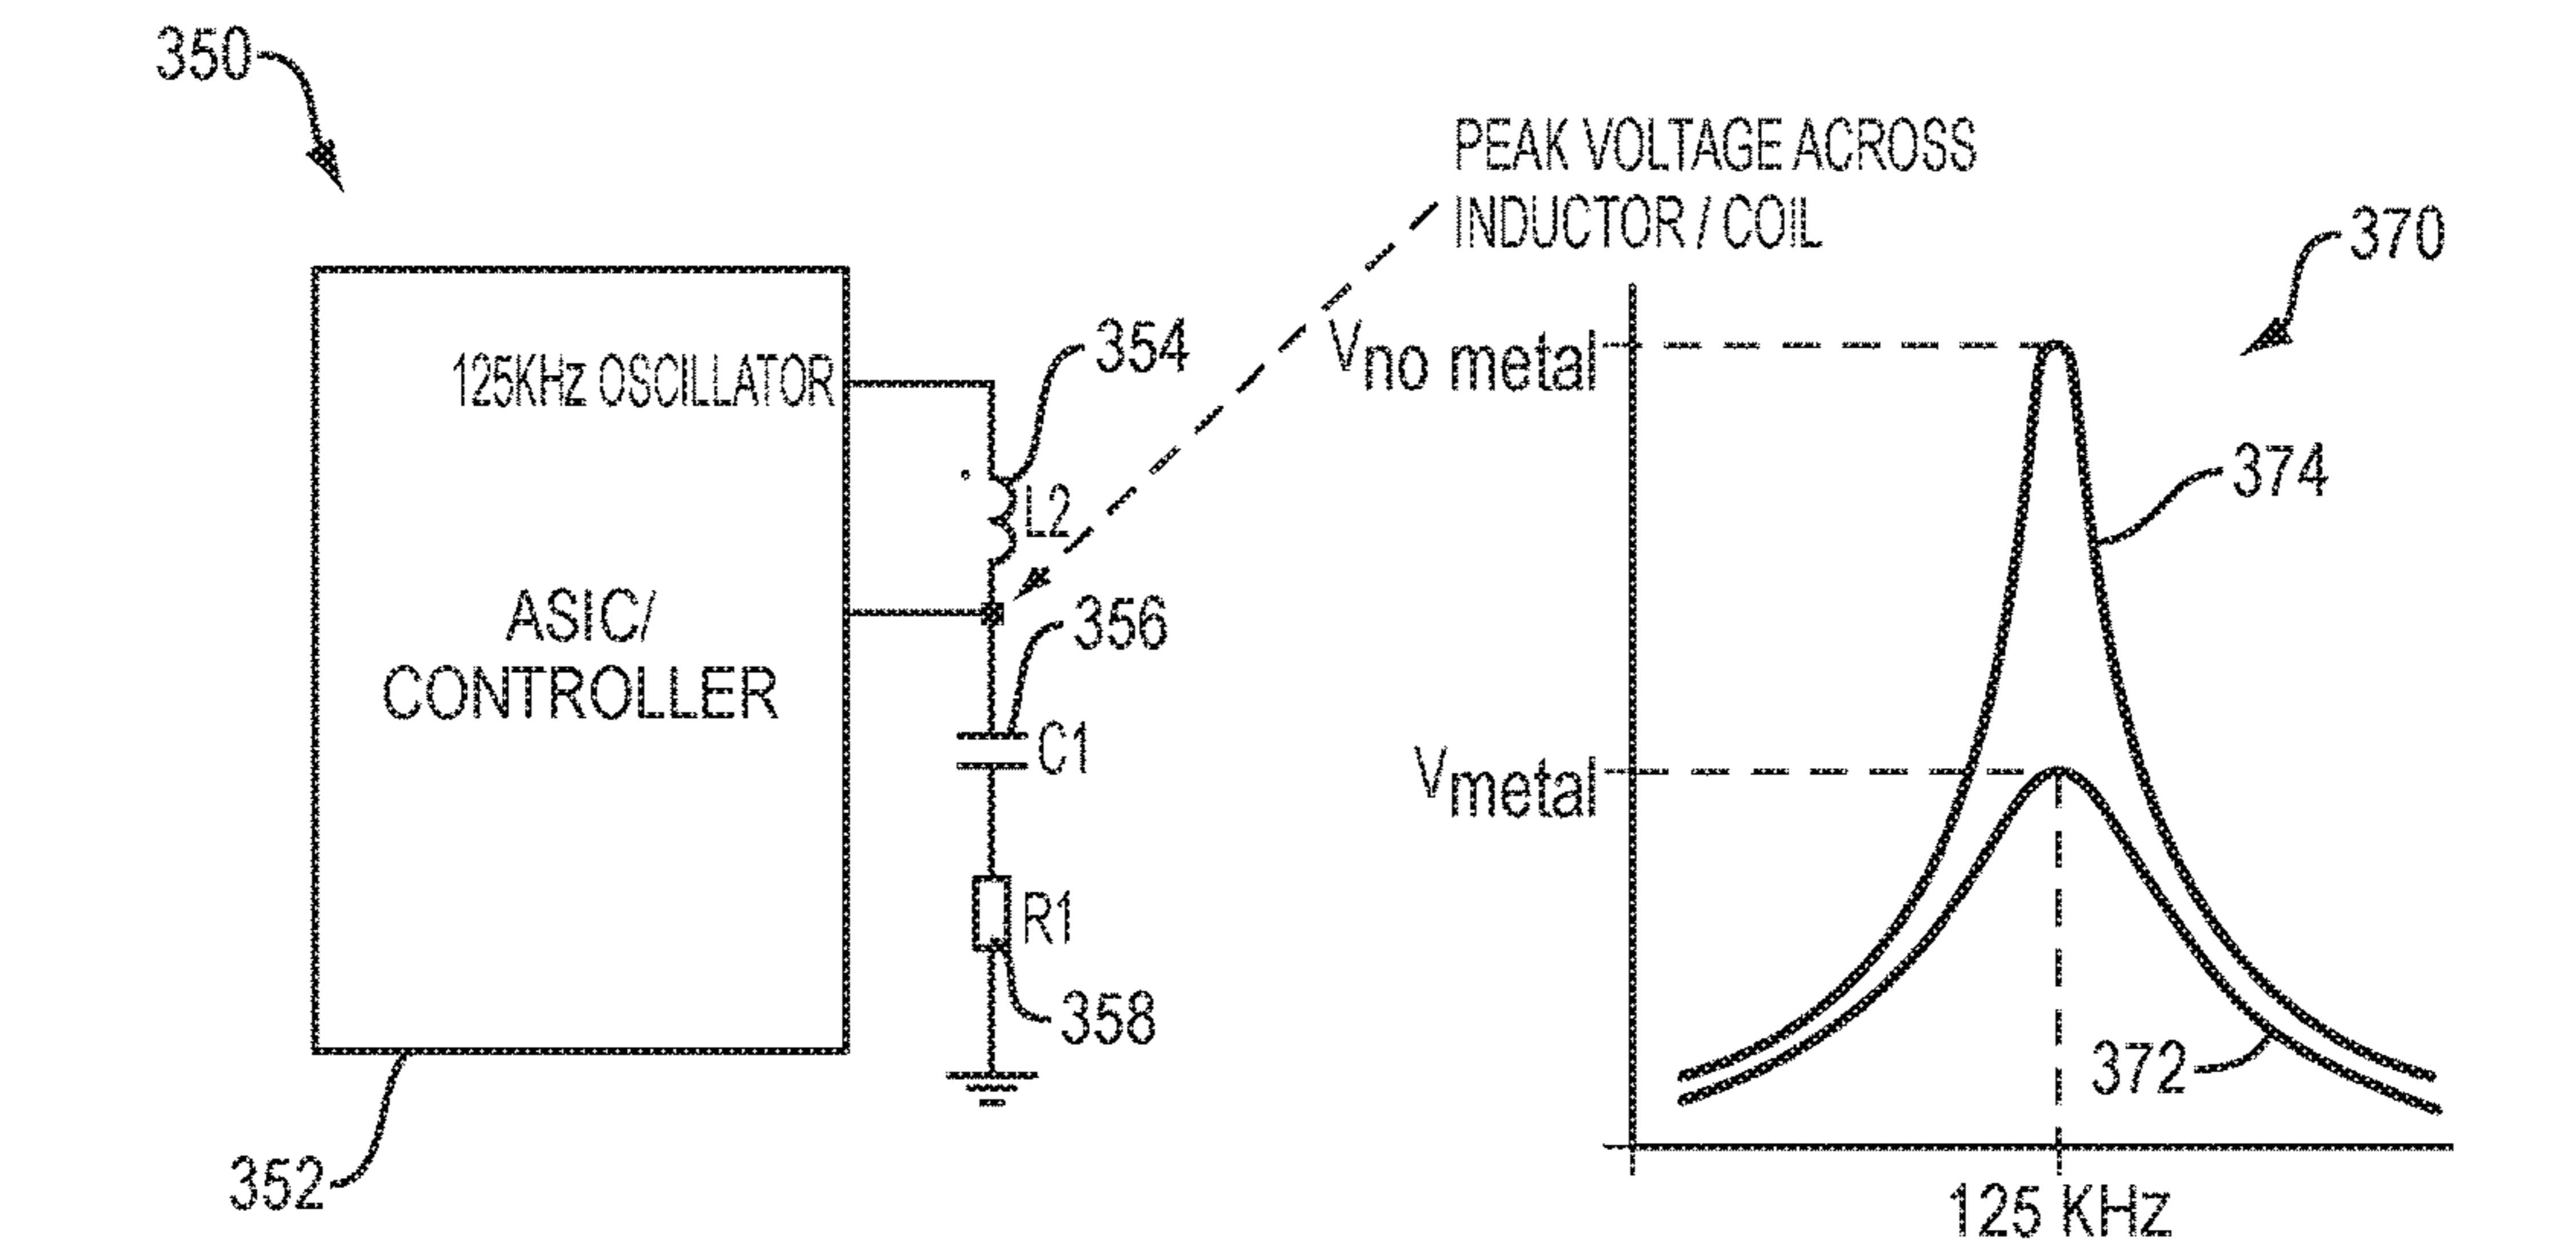 350
PEAK VOLTAGE ACROSS
INDUCTOR / COIL
370
125KHz OSCILLATOR
354
Vno metal
374
L2
ASIC/
CONTROLLER
356
C1
Vmetal
R1
358
372
352
125 KHz